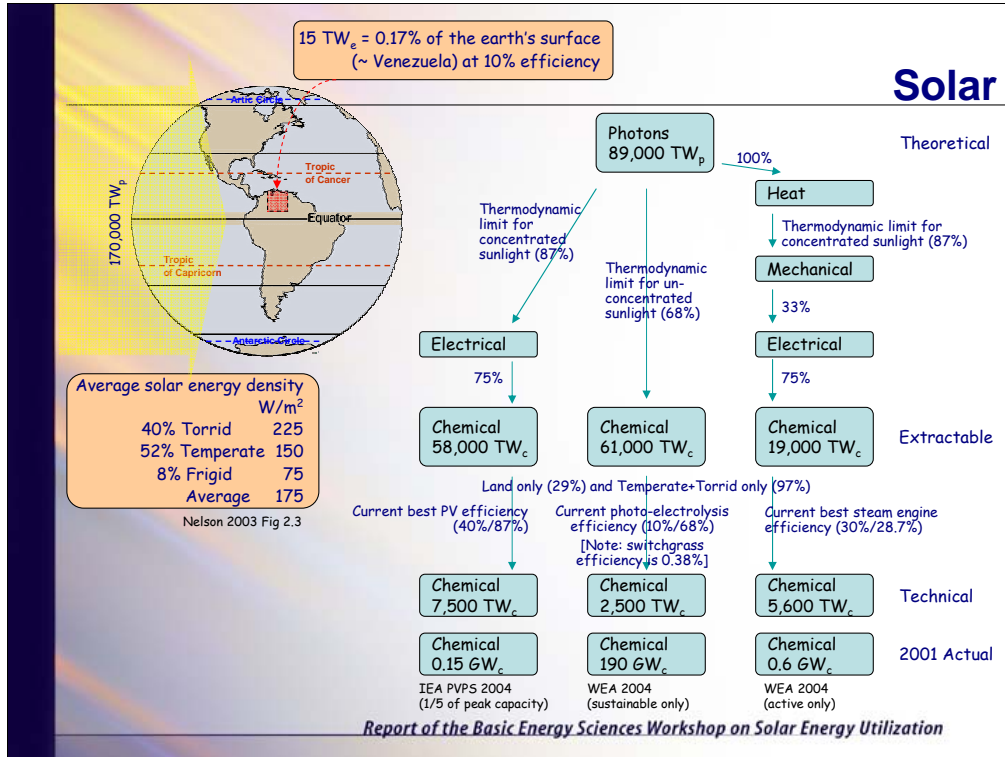 15 TWe = 0.17% of the earth's surface
(~ Venezuela) at 10% efficiency
Solar
Artic Circle
Tropic
of Cancer
Equator
Tropic
of Capricorn
Antarctic Circle
170,000 TWp
Average solar energy density
W/m2
40% Torrid 225
52% Temperate 150
8% Frigid 75
Average 175
Nelson 2003 Fig 2.3
Photons
89,000 TWp
Theoretical
100%
Heat
Thermodynamic
limit for
concentrated
sunlight (87%)
Thermodynamic
limit for un-
concentrated
sunlight (68%)
Thermodynamic limit for
concentrated sunlight (87%)
Mechanical
33%
Electrical
Electrical
75%
75%
Chemical
58,000 TWc
Chemical
61,000 TWc
Chemical
19,000 TWc
Extractable
Land only (29%) and Temperate+Torrid only (97%)
Current best PV efficiency
(40%/87%)
Current photo-electrolysis
efficiency (10%/68%)
[Note: switchgrass
efficiency is 0.38%]
Current best steam engine
efficiency (30%/28.7%)
Chemical
7,500 TWc
Chemical
2,500 TWc
Chemical
5,600 TWc
Technical
Chemical
0.15 GWc
Chemical
190 GWc
Chemical
0.6 GWc
2001 Actual
IEA PVPS 2004
(1/5 of peak capacity)
WEA 2004
(sustainable only)
WEA 2004
(active only)
Report of the Basic Energy Sciences Workshop on Solar Energy Utilization